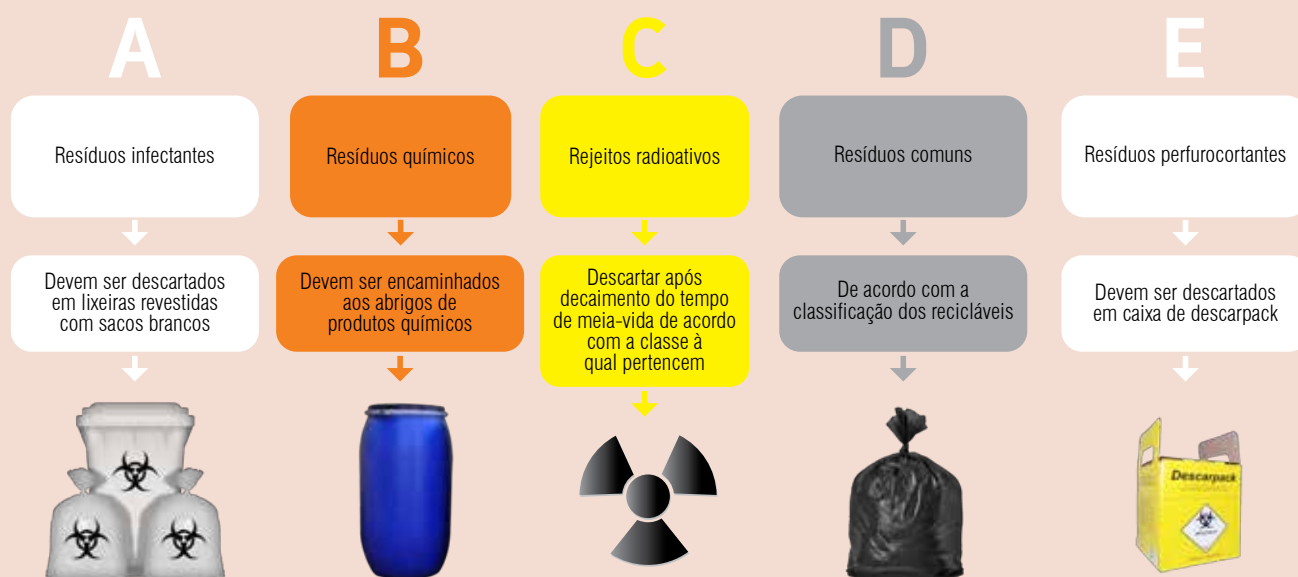 A
B
C
D
E
Resíduos infectantes
Resíduos químicos
Rejeitos radioativos
Resíduos comuns
Resíduos perfurocortantes
Devem ser descartados
em lixeiras revestidas
com sacos brancos
Devem ser encaminhados
aos abrigos de
produtos químicos
Descartar após
decaimento do tempo
de meia-vida de acordo
com a classe à
qual pertencem
De acordo com a
classificação dos recicláveis
Devem ser descartados
em caixa de descarpack
Descarpack